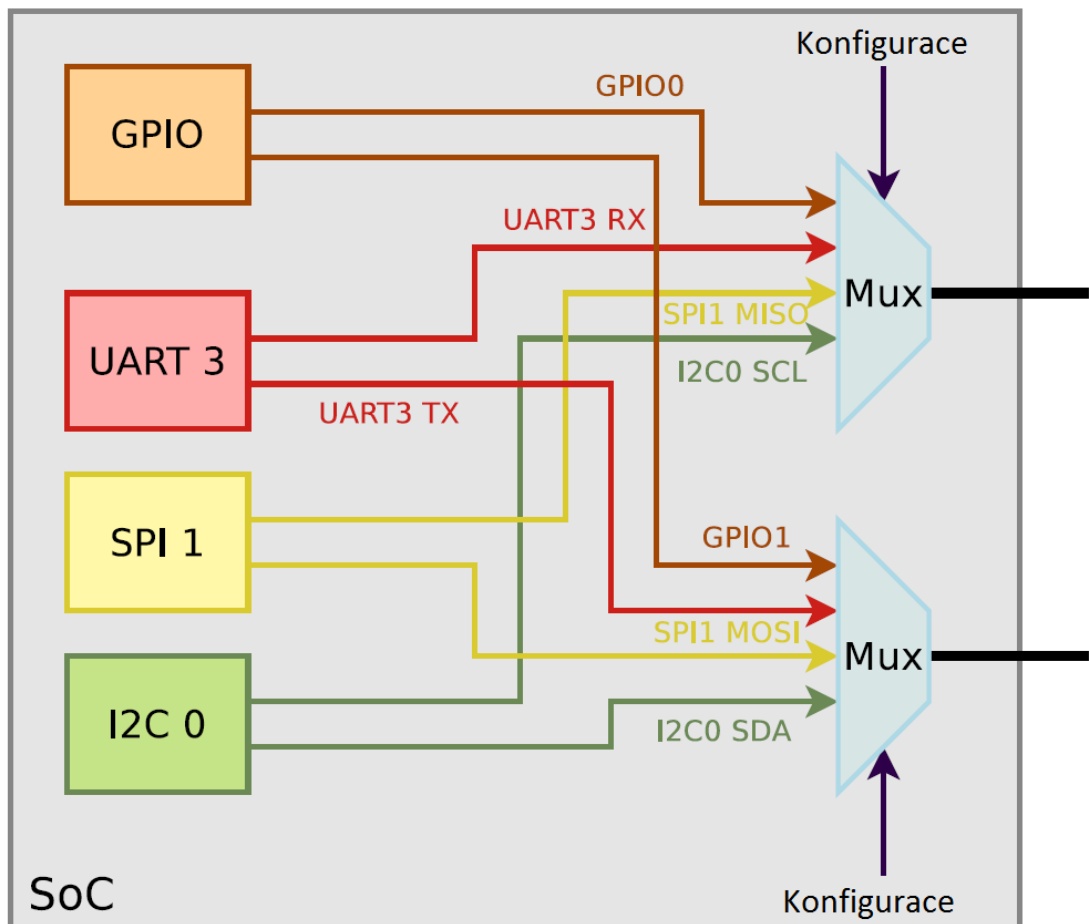 Konfigurace
GPIO0
GPIO
UART3 RX
Mux
SPI1 MISO
UART 3
I2C0 SCL
UART3 TX
SPI 1
GPIO1
SPI1 MOSI
Mux
I2C 0
I2C0 SDA
SoC
Konfigurace